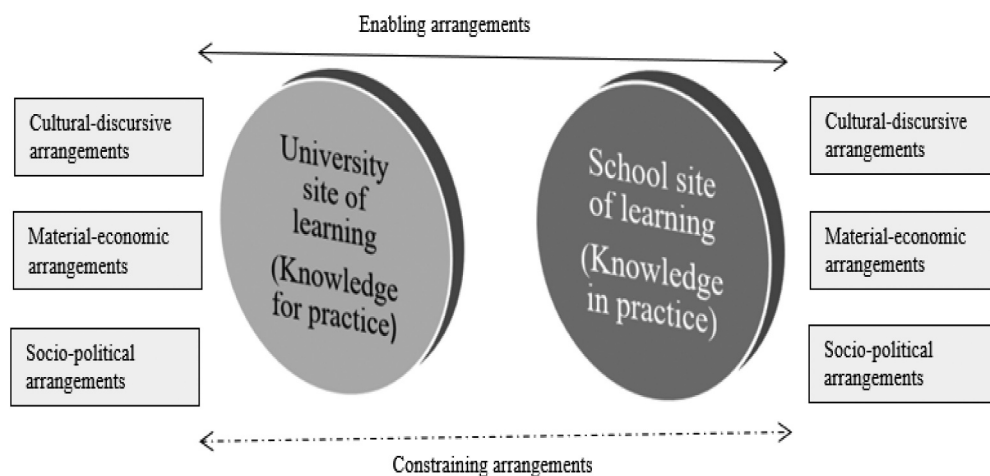 Enabling arrangements
Cultural-discursive
arrangements
Material-economic
arrangements
Socio-political
arrangements
University
site of
learning
(Knowledge
for practice)
School site
of learning
(Knowledge
in practice)
Cultural-discursive
arrangements
Material-economic
arrangements
Socio-political
arrangements
Constraining arrangements